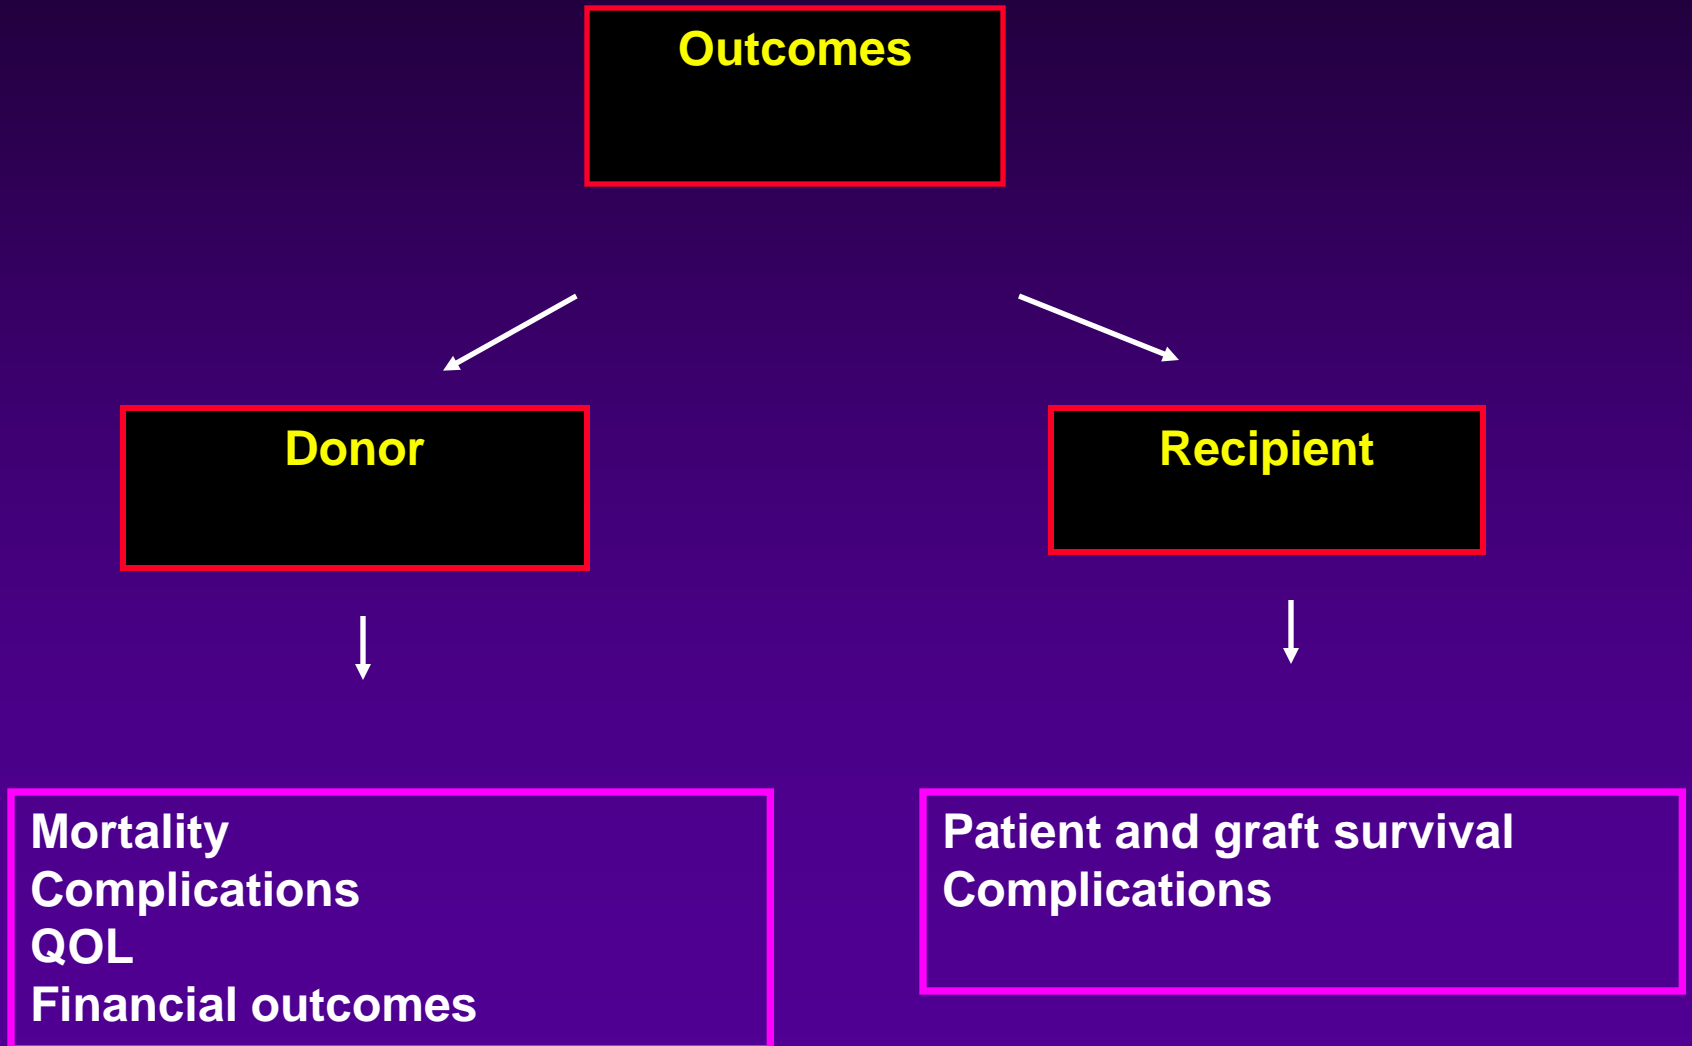 Outcomes
Donor
Recipient
Mortality
Complications
QOL
Financial outcomes
Patient and graft survival
Complications